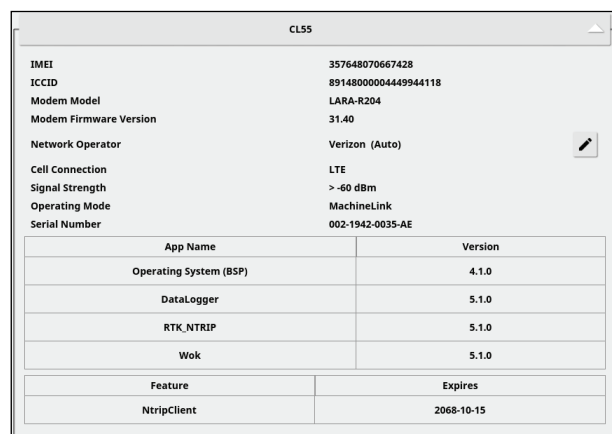 CL55
IMEI 357648070667428
ICCID 89148000004449944118
Modem Model LARA-R204
Modem Firmware Version 31.40
Network Operator Verizon (Auto)
Cell Connection LTE
Signal Strength > -60 dBm
Operating Mode MachineLink
Serial Number 002-1942-0035-AE
App Name Version
Operating System (BSP) 4.1.0
DataLogger 5.1.0
RTK_NTRIP 5.1.0
Wok 5.1.0
Feature Expires
NtripClient 2068-10-15